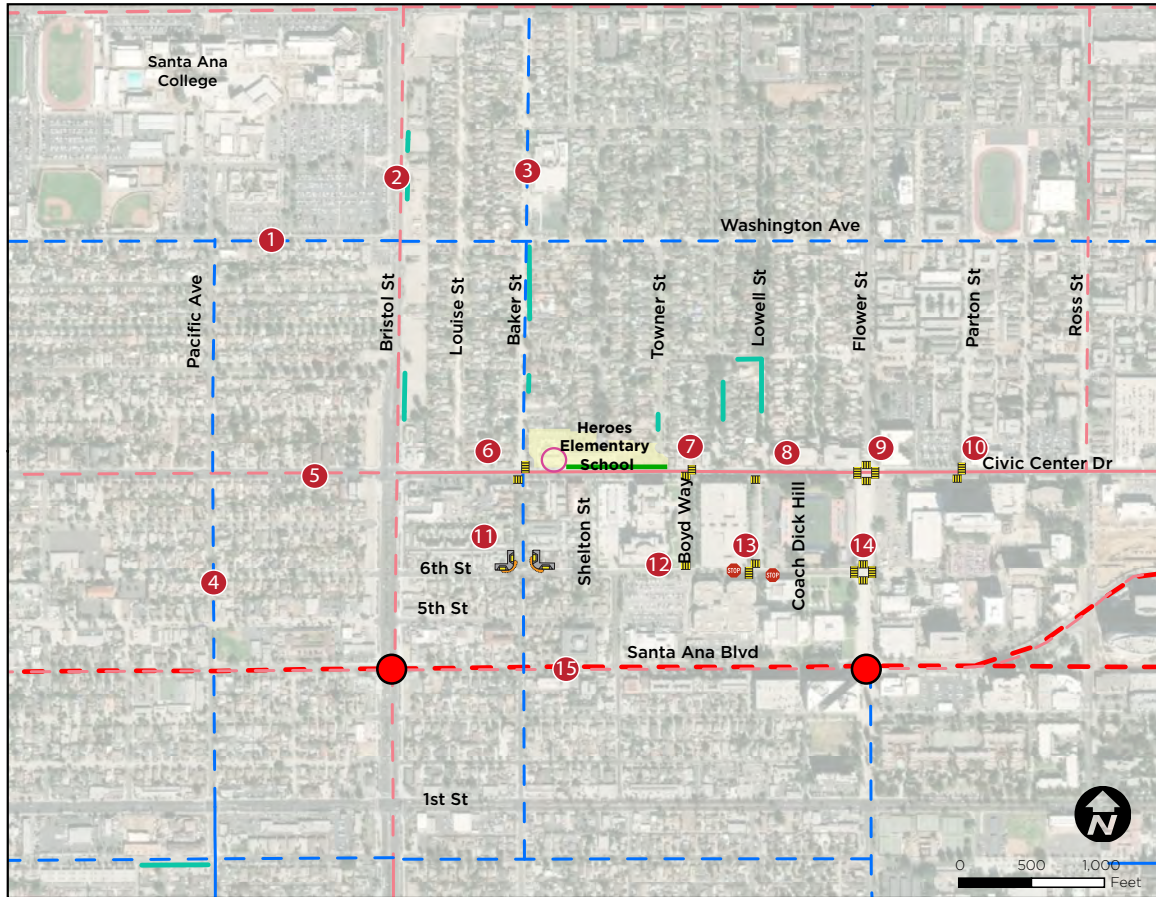 Santa Ana
College
2
3
1
Washington Ave
Pacific Ave
Bristol St
Louise St
Baker St
Towner St
Lowell St
Flower St
Parton St
Ross St
Heroes
Elementary
School
6
7
8
9
10
5
Civic Center Dr
Shelton St
Boyd Way
Coach Dick Hill
11
12
13
14
6th St
STOP
STOP
4
5th St
Santa Ana Blvd
15
1st St
N
0 500 1,000
Feet